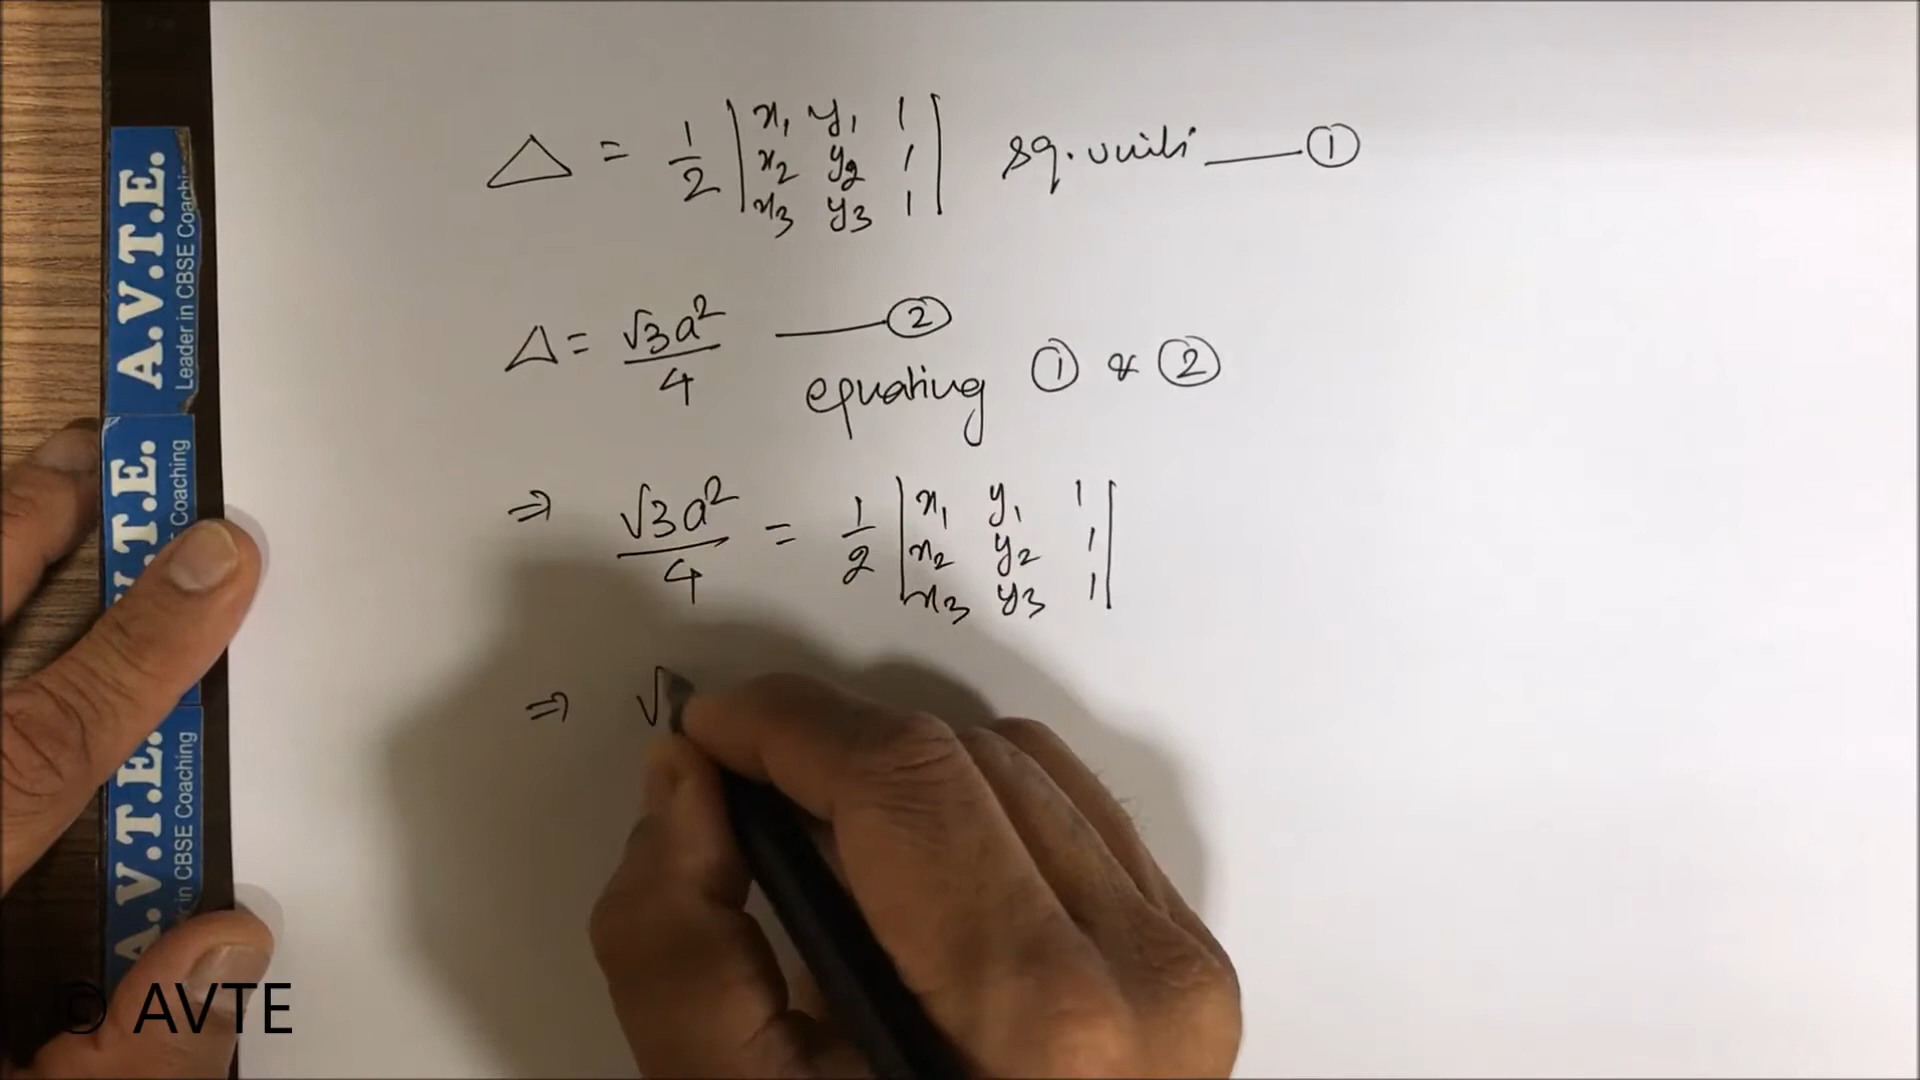 △ = 1/2 | x₁ y₁ 1 | sq. units —— ①
| x₂ y₂ 1 |
| x₃ y₃ 1 |
△ = √3a²/4 —— ②
equating ① & ②
⇒ √3a²/4 = 1/2 | x₁ y₁ 1 |
| x₂ y₂ 1 |
| x₃ y₃ 1 |
⇒ √
A.V.T.E.
Leader in CBSE Coachi
V.T.E.
Coaching
A.V.T.E.
in CBSE Coaching
© AVTE